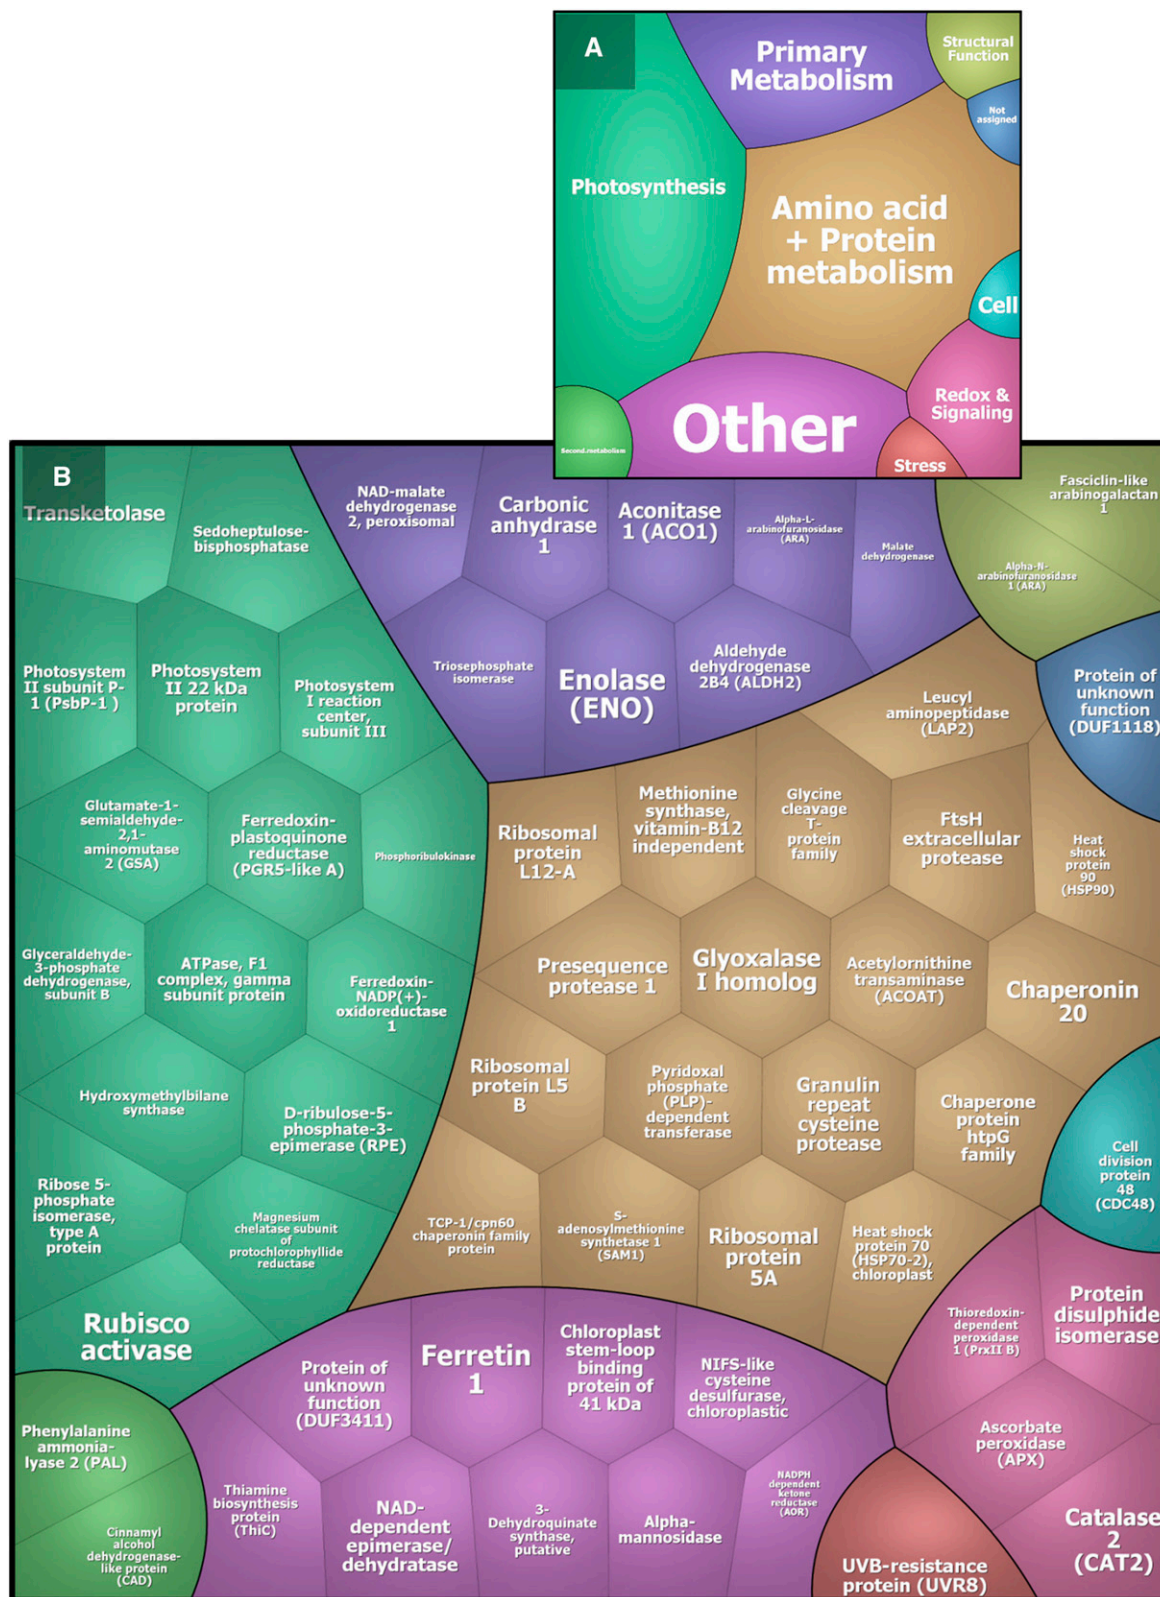 A
Primary
Metabolism
Structural
Function
Not
assigned
Photosynthesis
Amino acid
+ Protein
metabolism
Cell
Redox &
Signaling
Other
Second.metabolism
Stress
B
Transketolase
Sedoheptulose-
bisphosphatase
NAD-malate
dehydrogenase
2, peroxisomal
Carbonic
anhydrase
1
Aconitase
1 (ACO1)
Alpha-L-
arabinofuranosidase
(ARA)
Malate
dehydrogenase
Fasciclin-like
arabinogalactan
1
Alpha-N-
arabinofuranosidase
1 (ARA)
Photosystem
II subunit P-
1 (PsbP-1 )
Photosystem
II 22 kDa
protein
Photosystem
I reaction
center,
subunit III
Triosephosphate
isomerase
Enolase
(ENO)
Aldehyde
dehydrogenase
2B4 (ALDH2)
Leucyl
aminopeptidase
(LAP2)
Protein of
unknown
function
(DUF1118)
Glutamate-1-
semialdehyde-
2,1-
aminomutase
2 (GSA)
Ferredoxin-
plastoquinone
reductase
(PGR5-like A)
Phosphoribulokinase
Ribosomal
protein
L12-A
Methionine
synthase,
vitamin-B12
independent
Glycine
cleavage
T-
protein
family
FtsH
extracellular
protease
Heat
shock
protein
90
(HSP90)
Glyceraldehyde-
3-phosphate
dehydrogenase,
subunit B
ATPase, F1
complex, gamma
subunit protein
Ferredoxin-
NADP(+)-
oxidoreductase
1
Presequence
protease 1
Glyoxalase
I homolog
Acetylornithine
transaminase
(ACOAT)
Chaperonin
20
Hydroxymethylbilane
synthase
D-ribulose-5-
phosphate-3-
epimerase (RPE)
Ribosomal
protein L5
B
Pyridoxal
phosphate
(PLP)-
dependent
transferase
Granulin
repeat
cysteine
protease
Chaperone
protein
htpG
family
Cell
division
protein
48
(CDC48)
Ribose 5-
phosphate
isomerase,
type A
protein
Magnesium
chelatase subunit
of
protochlorophyllide
reductase
TCP-1/cpn60
chaperonin family
protein
S-
adenosylmethionine
synthetase 1
(SAM1)
Ribosomal
protein
5A
Heat shock
protein 70
(HSP70-2),
chloroplast
Rubisco
activase
Protein of
unknown
function
(DUF3411)
Ferretin
1
Chloroplast
stem-loop
binding
protein of
41 kDa
NIFS-like
cysteine
desulfurase,
chloroplastic
Thioredoxin-
dependent
peroxidase
1 (PrxII B)
Protein
disulphide
isomerase
Phenylalanine
ammonia-
lyase 2 (PAL)
Cinnamyl
alcohol
dehydrogenase-
like protein
(CAD)
Thiamine
biosynthesis
protein
(ThiC)
NAD-
dependent
epimerase/
dehydratase
3-
Dehydroquinate
synthase,
putative
Alpha-
mannosidase
NADPH
dependent
ketone
reductase
(AOR)
Ascorbate
peroxidase
(APX)
UVB-resistance
protein (UVR8)
Catalase
2
(CAT2)